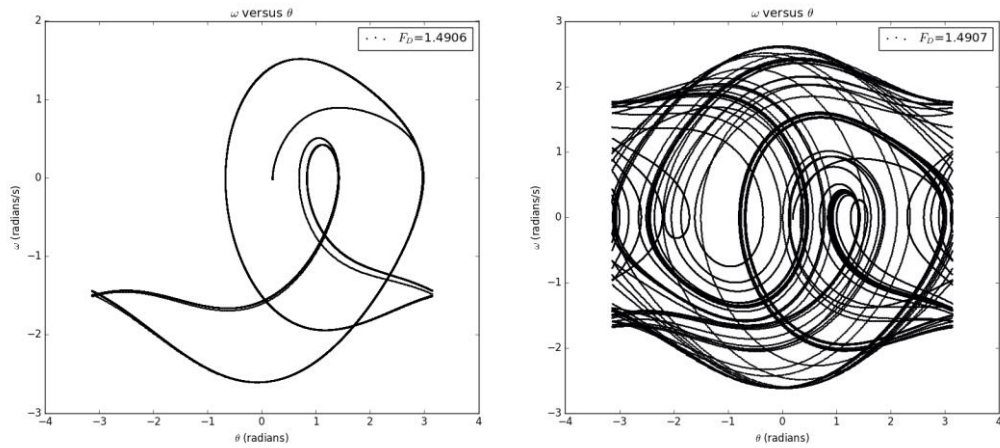 ω versus θ
F_D=1.4906
2
1
0
−1
−2
−3
ω (radians/s)
−4 −3 −2 −1 0 1 2 3 4
θ (radians)
ω versus θ
F_D=1.4907
3
2
1
0
−1
−2
−3
ω (radians/s)
−4 −3 −2 −1 0 1 2 3 4
θ (radians)